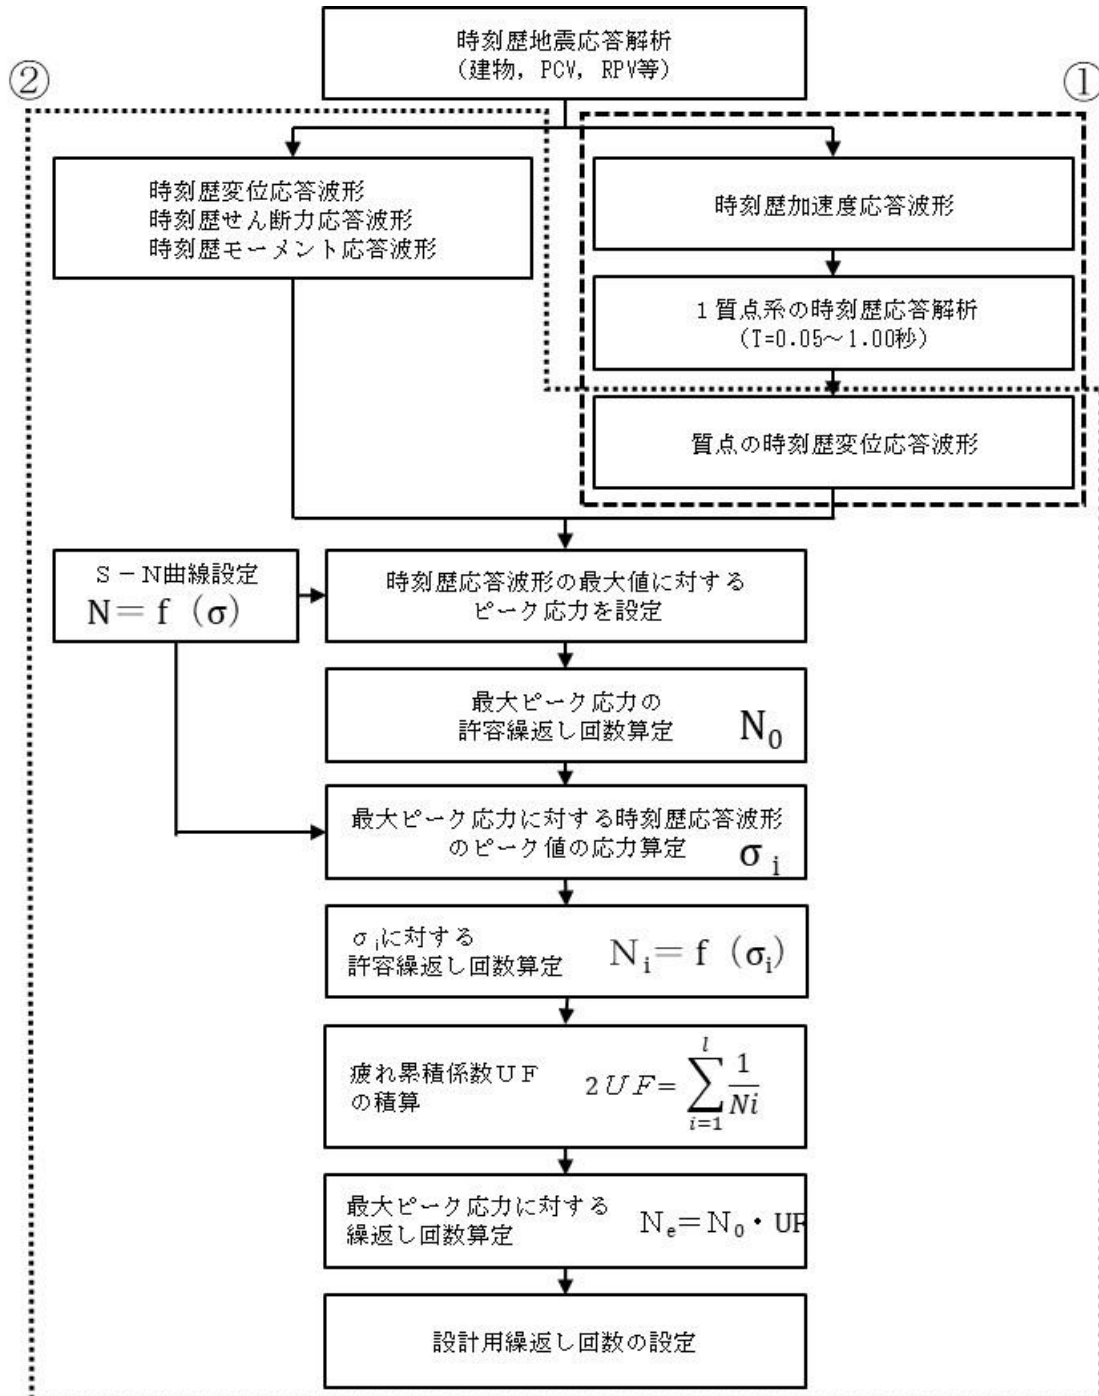 時刻歴地震応答解析
(建物, PCV, RPV等)
②
①
時刻歴変位応答波形
時刻歴せん断力応答波形
時刻歴モーメント応答波形
時刻歴加速度応答波形
1質点系の時刻歴応答解析
(T=0.05～1.00秒)
質点の時刻歴変位応答波形
S－N曲線設定
N＝f (σ)
時刻歴応答波形の最大値に対する
ピーク応力を設定
最大ピーク応力の
許容繰返し回数算定
N₀
最大ピーク応力に対する時刻歴応答波形
のピーク値の応力算定
σi
σiに対する
許容繰返し回数算定
Ni＝f (σi)
疲れ累積係数UF
の積算
2UF= l∑i=1 1/Ni
最大ピーク応力に対する
繰返し回数算定
Ne＝N₀・UF
設計用繰返し回数の設定